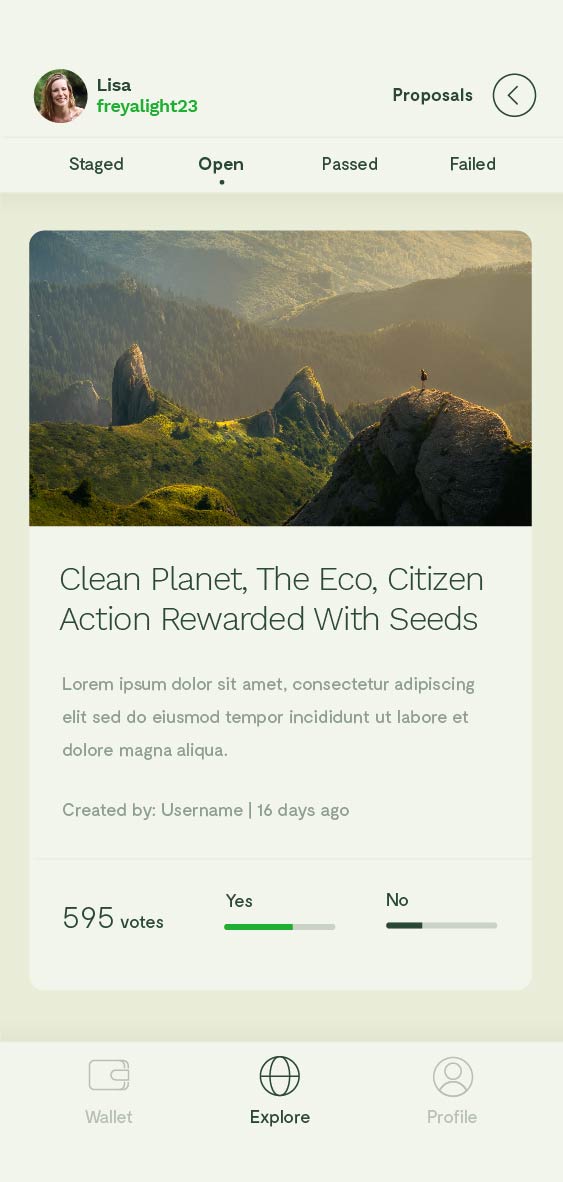 Lisa
freyalight23
Proposals
Staged
Open
Passed
Failed
Clean Planet, The Eco, Citizen
Action Rewarded With Seeds
Lorem ipsum dolor sit amet, consectetur adipiscing
elit sed do eiusmod tempor incididunt ut labore et
dolore magna aliqua.
Created by: Username | 16 days ago
595 votes
Yes
No
Wallet
Explore
Profile